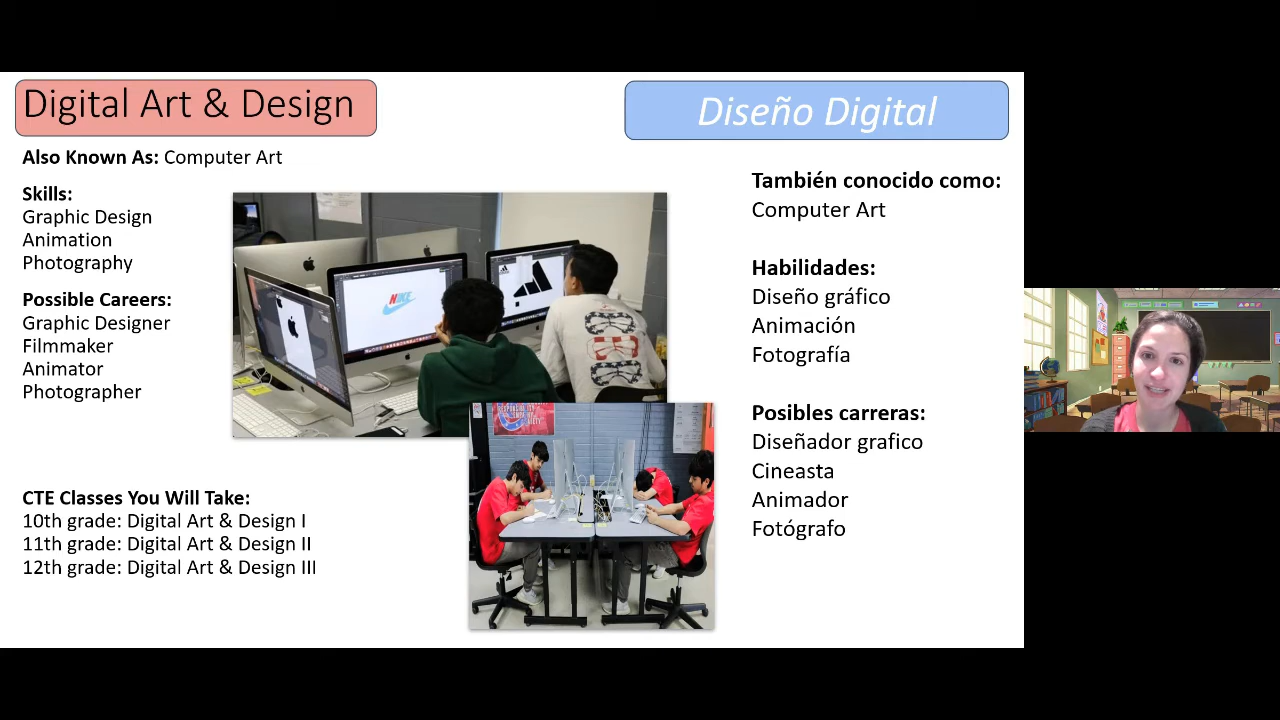 Digital Art & Design
Also Known As: Computer Art
Skills:
Graphic Design
Animation
Photography
Possible Careers:
Graphic Designer
Filmmaker
Animator
Photographer
CTE Classes You Will Take:
10th grade: Digital Art & Design I
11th grade: Digital Art & Design II
12th grade: Digital Art & Design III
NIKE
Diseño Digital
También conocido como:
Computer Art
Habilidades:
Diseño gráfico
Animación
Fotografía
Posibles carreras:
Diseñador grafico
Cineasta
Animador
Fotógrafo